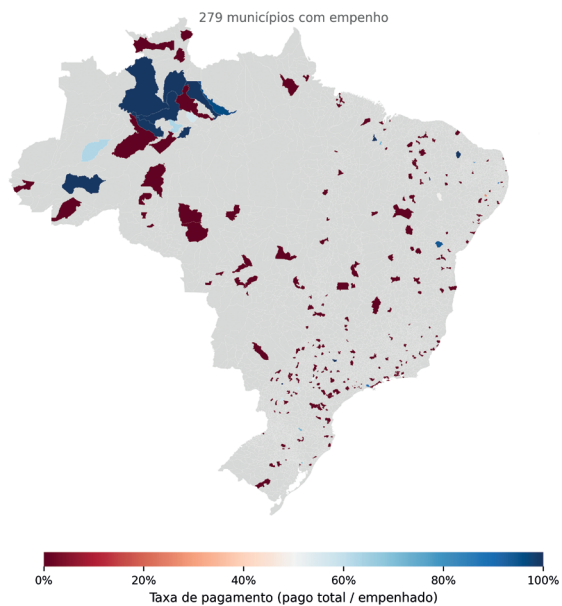 279 municípios com empenho
0% 20% 40% 60% 80% 100%
Taxa de pagamento (pago total / empenhado)